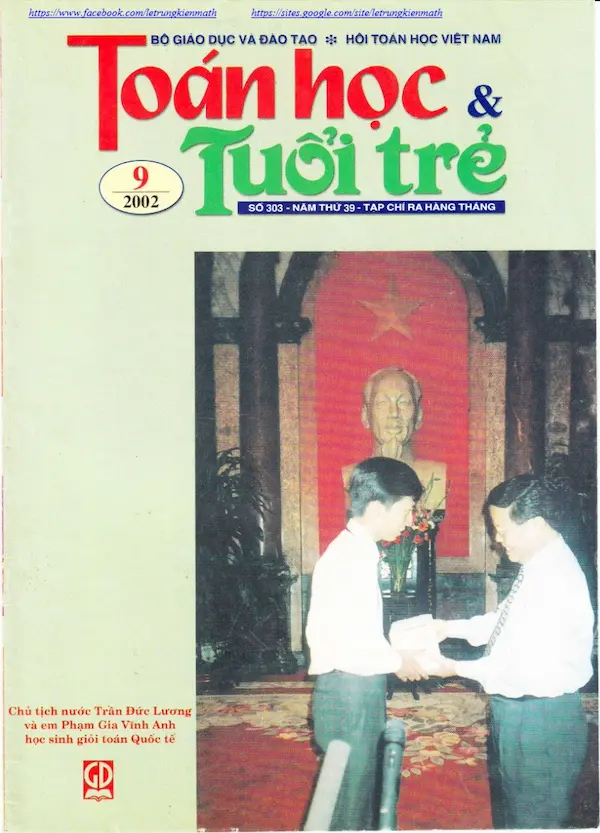 https://www.facebook.com/letrungkienmath https://sites.google.com/site/letrungkienmath
BỘ GIÁO DỤC VÀ ĐÀO TẠO * HỘI TOÁN HỌC VIỆT NAM
Toán học &
Tuổi trẻ
9
2002
SỐ 303 - NĂM THỨ 39 - TẠP CHÍ RA HÀNG THÁNG
Chủ tịch nước Trần Đức Lương
và em Phạm Gia Vĩnh Anh
học sinh giỏi toán Quốc tế
GD